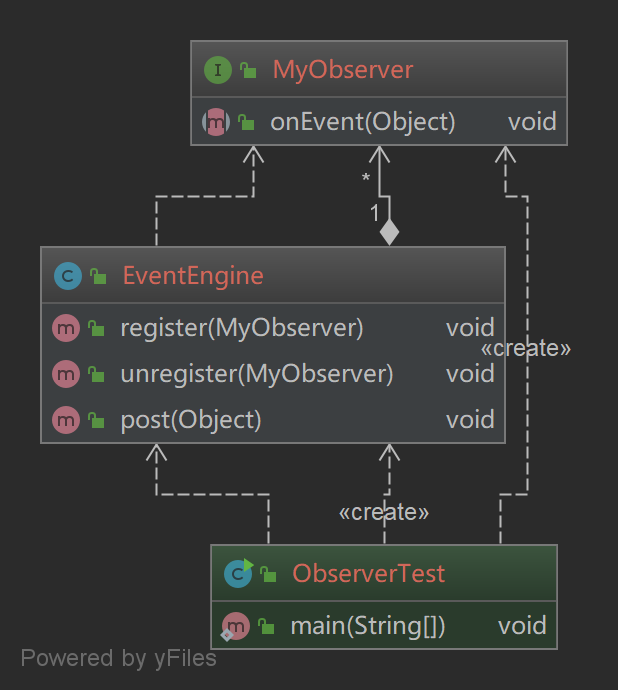 I MyObserver
m onEvent(Object) void
*
1
C EventEngine
m register(MyObserver) void
«create»
m unregister(MyObserver) void
m post(Object) void
«create»
C ObserverTest
m main(String[]) void
Powered by yFiles